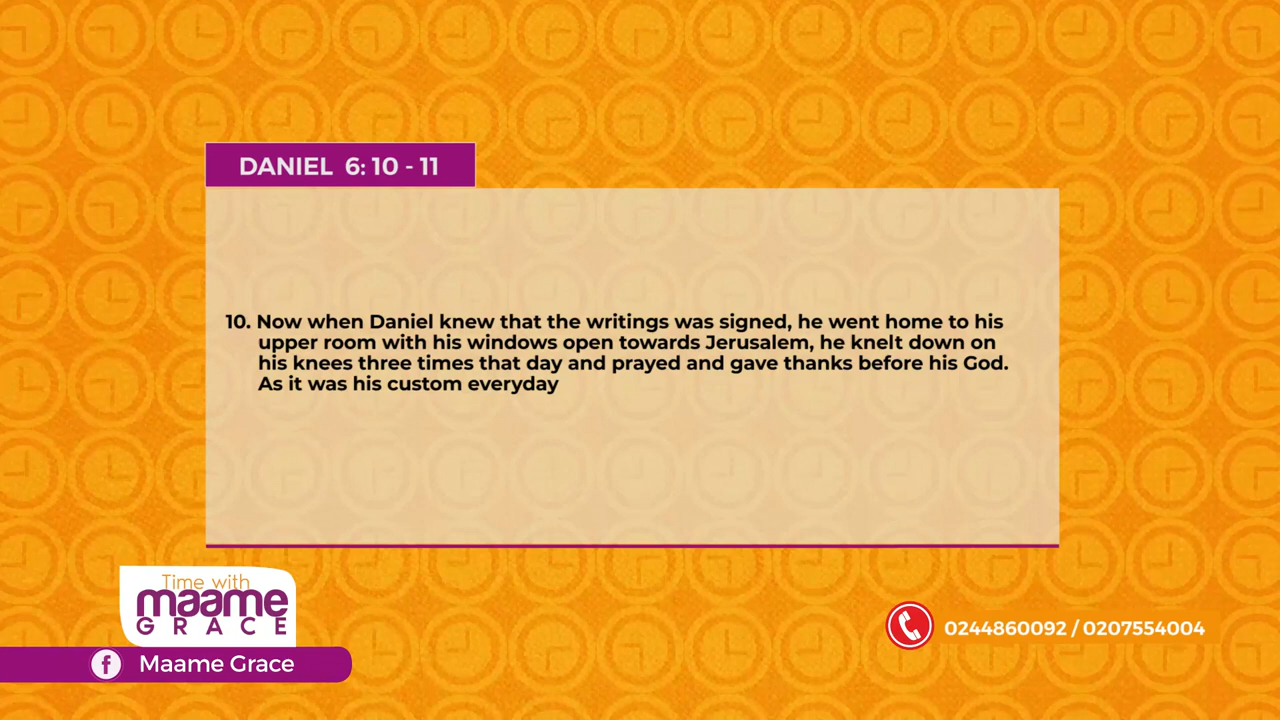 DANIEL 6: 10 - 11
10. Now when Daniel knew that the writings was signed, he went home to his
upper room with his windows open towards Jerusalem, he knelt down on
his knees three times that day and prayed and gave thanks before his God.
As it was his custom everyday
Time with
maame
GRACE
Maame Grace
0244860092 / 0207554004